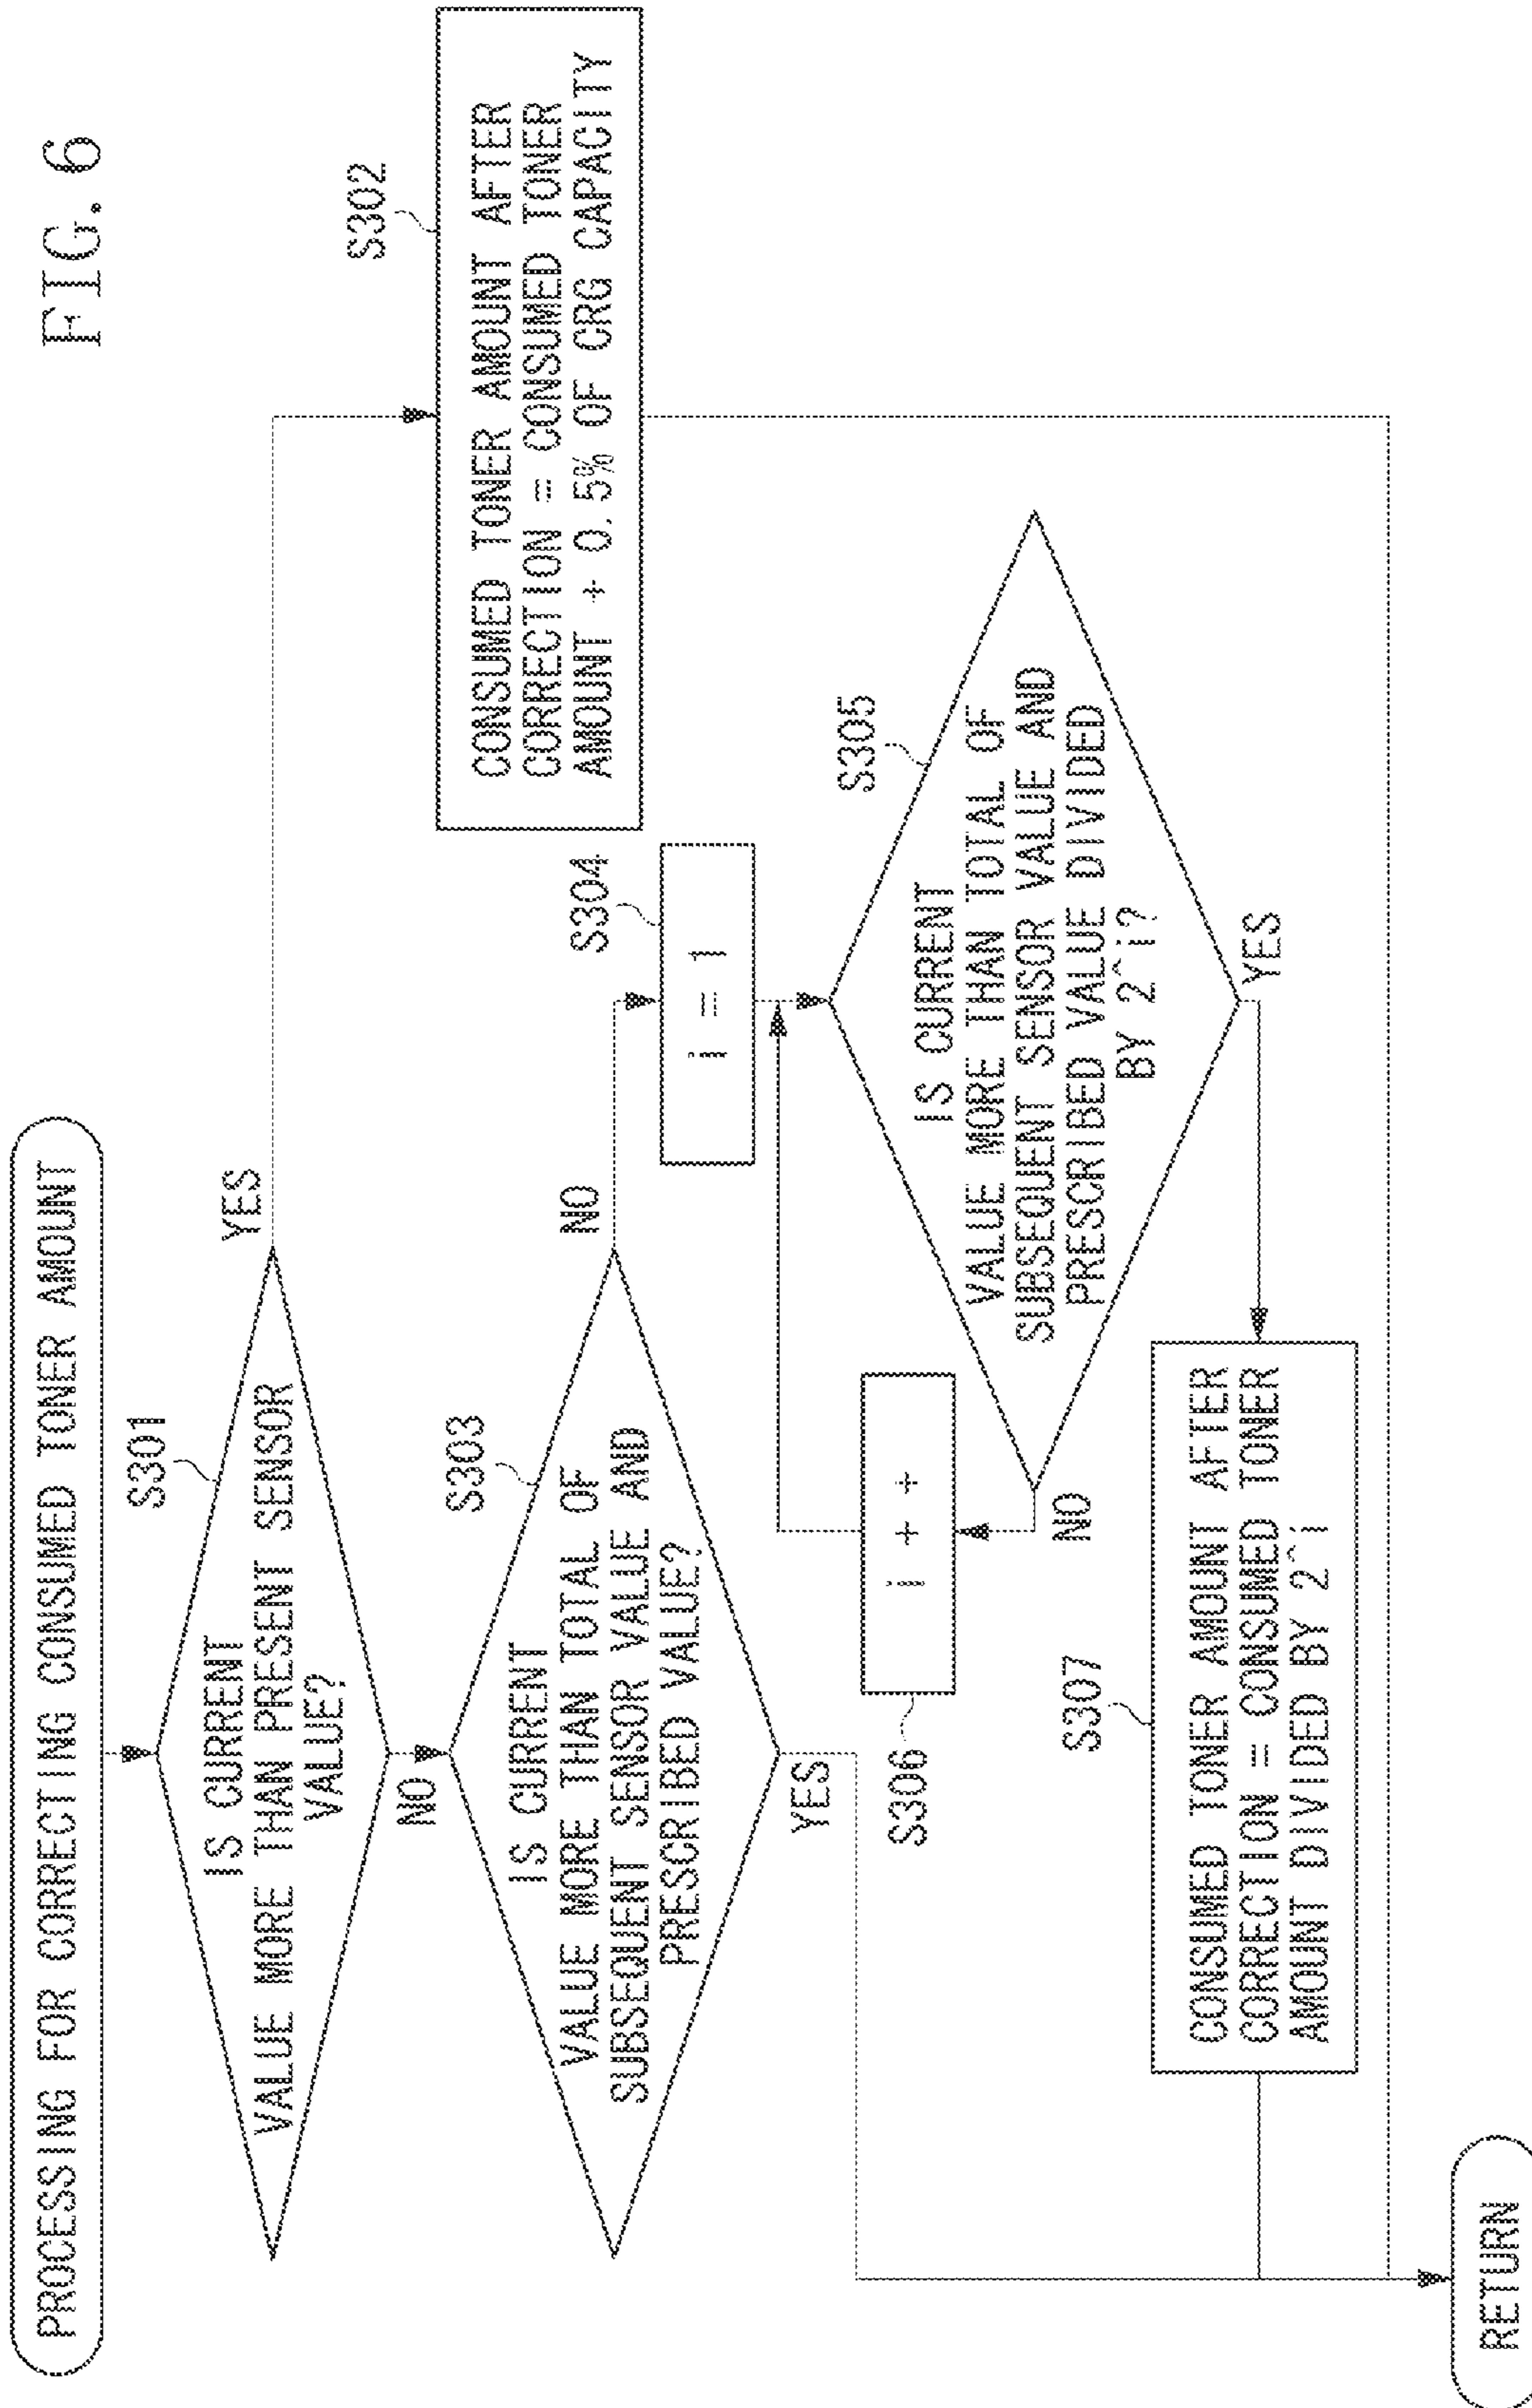 FIG. 6
PROCESSING FOR CORRECTING CONSUMED TONER AMOUNT
S301
IS CURRENT
VALUE MORE THAN PRESENT SENSOR
VALUE?
YES
NO
S302
CONSUMED TONER AMOUNT AFTER
CORRECTION = CONSUMED TONER
AMOUNT + 0.5% OF CRG CAPACITY
S303
IS CURRENT
VALUE MORE THAN TOTAL OF
SUBSEQUENT SENSOR VALUE AND
PRESCRIBED VALUE?
NO
YES
S304
i = 1
S305
IS CURRENT
VALUE MORE THAN TOTAL OF
SUBSEQUENT SENSOR VALUE AND
PRESCRIBED VALUE DIVIDED
BY 2^i?
NO
YES
S306
i + +
S307
CONSUMED TONER AMOUNT AFTER
CORRECTION = CONSUMED TONER
AMOUNT DIVIDED BY 2^i
RETURN